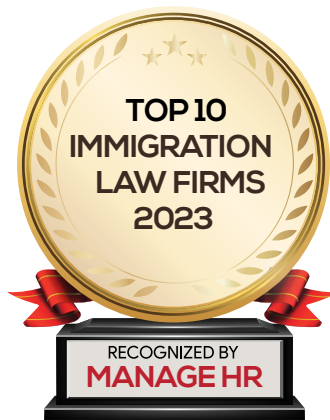 TOP 10
IMMIGRATION
LAW FIRMS
2023
RECOGNIZED BY
MANAGE HR